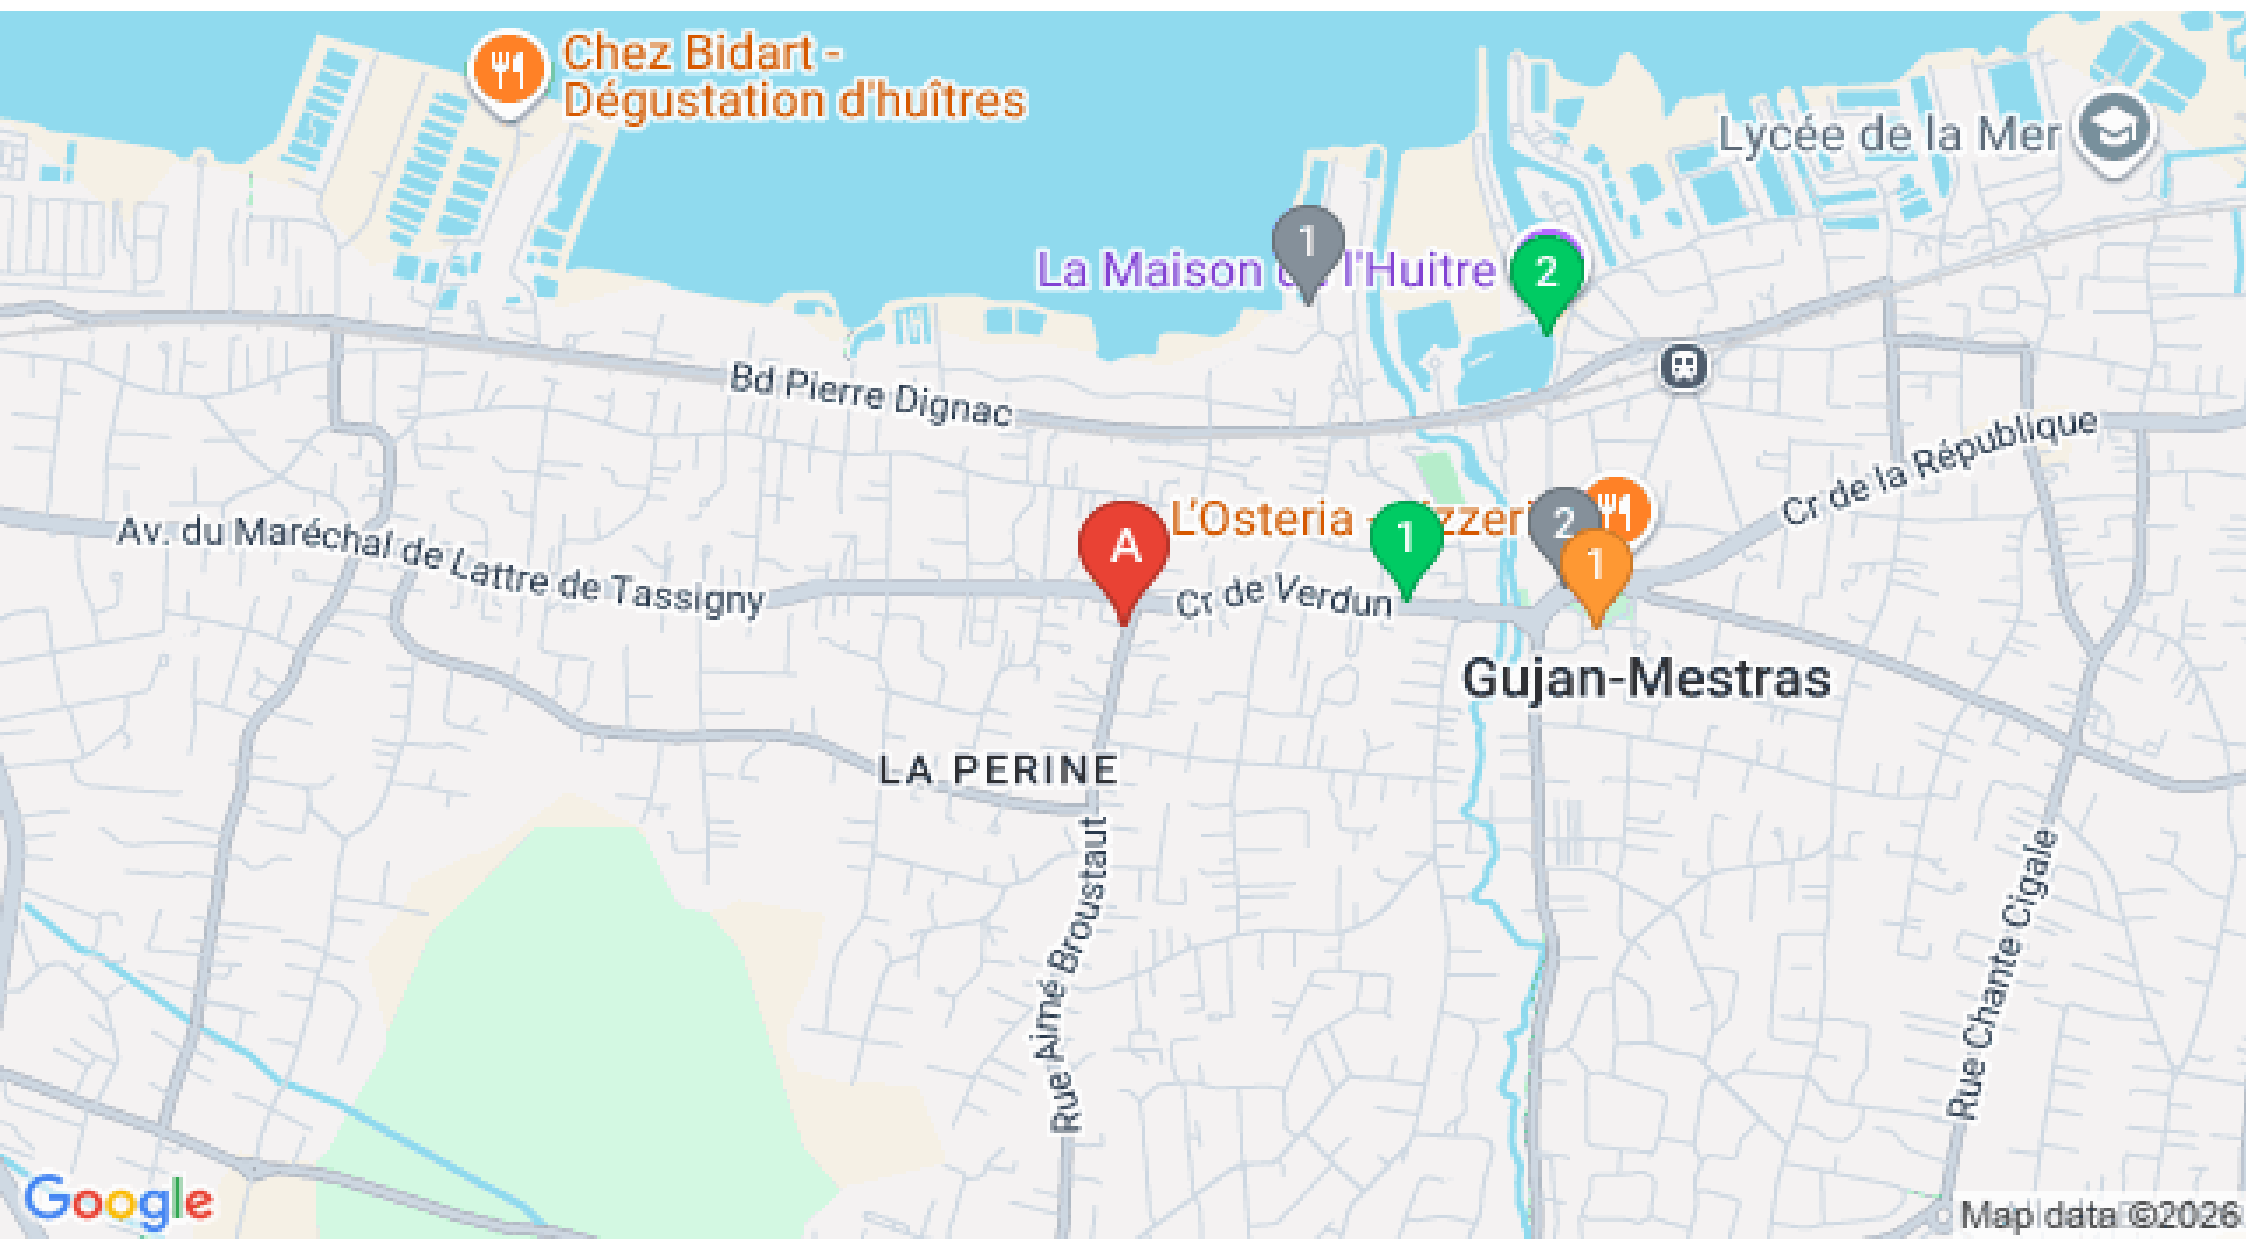 Chez Bidart -
Dégustation d'huîtres
Lycée de la Mer
1
La Maison l'Huitre
2
Bd Pierre Dignac
Cr de la République
Av. du Maréchal de Lattre de Tassigny
A
L'Osteria -
1
2
1
Cr de Verdun
Gujan-Mestras
LA PERINE
Rue Aimé Broustaut
Rue Chante Cigale
Google
Map data ©2026